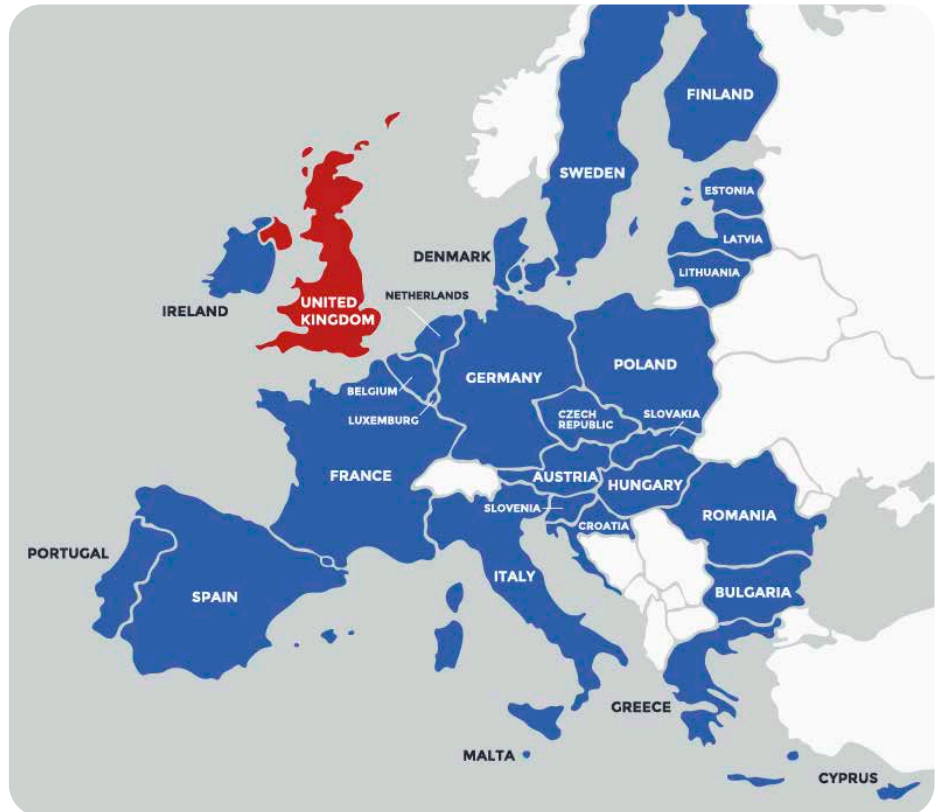 FINLAND
SWEDEN
ESTONIA
LATVIA
DENMARK
LITHUANIA
NETHERLANDS
IRELAND
UNITED
KINGDOM
POLAND
GERMANY
BELGIUM
SLOVAKIA
CZECH
REPUBLIC
LUXEMBURG
FRANCE
AUSTRIA
HUNGARY
SLOVENIA
ROMANIA
CROATIA
PORTUGAL
ITALY
BULGARIA
SPAIN
GREECE
MALTA
CYPRUS